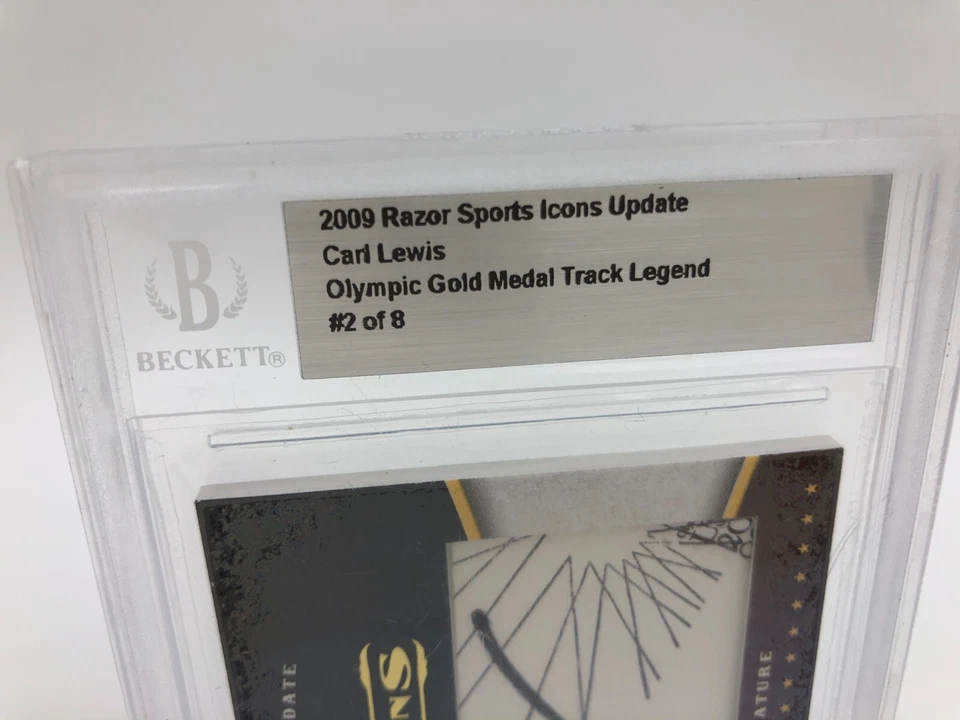 2009 Razor Sports Icons Update
Carl Lewis
Olympic Gold Medal Track Legend
#2 of 8
B
BECKETT®